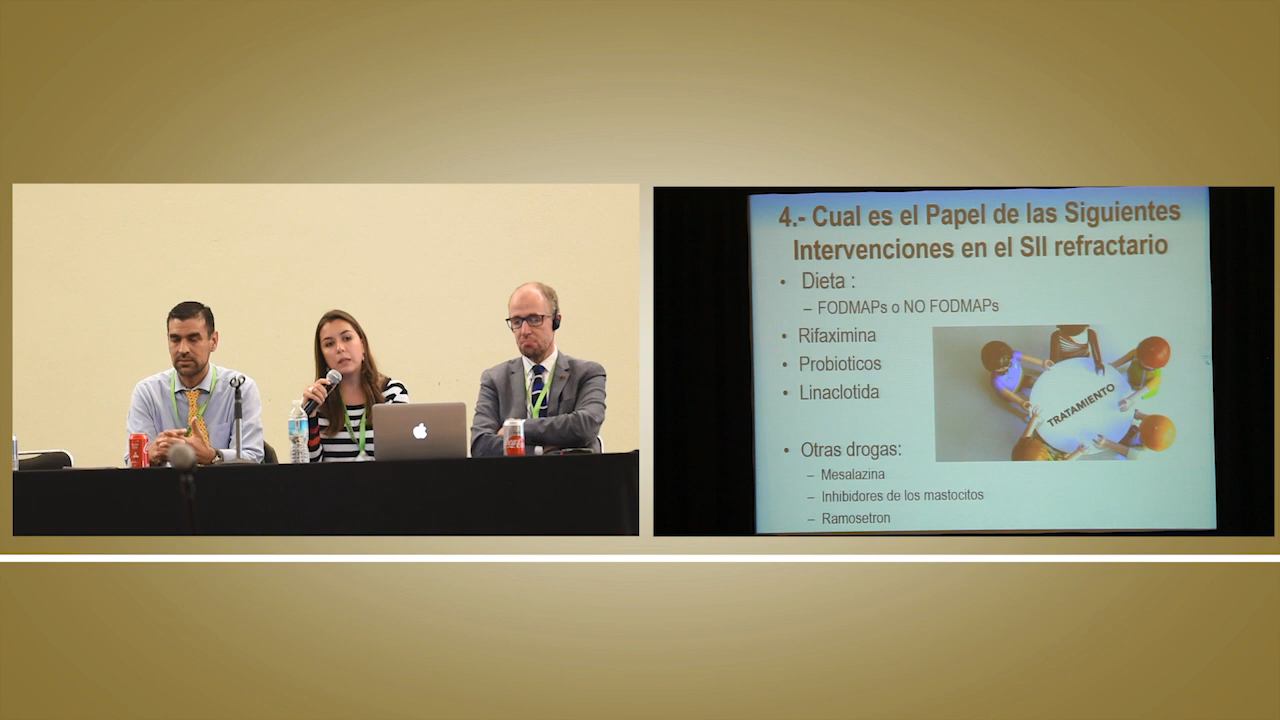 4.- Cual es el Papel de las Siguientes
Intervenciones en el SII refractario
• Dieta :
– FODMAPs o NO FODMAPs
• Rifaximina
• Probioticos
• Linaclotida
TRATAMIENTO
• Otras drogas:
– Mesalazina
– Inhibidores de los mastocitos
– Ramosetron